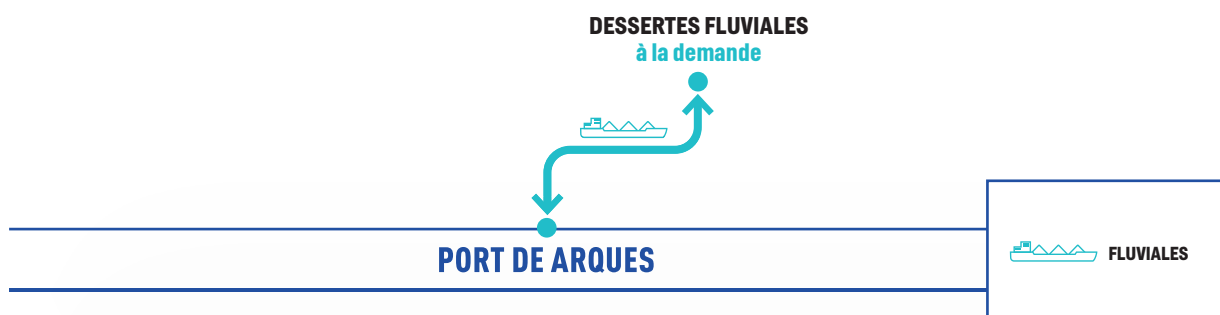 DESSERTES FLUVIALES
à la demande
PORT DE ARQUES
FLUVIALES